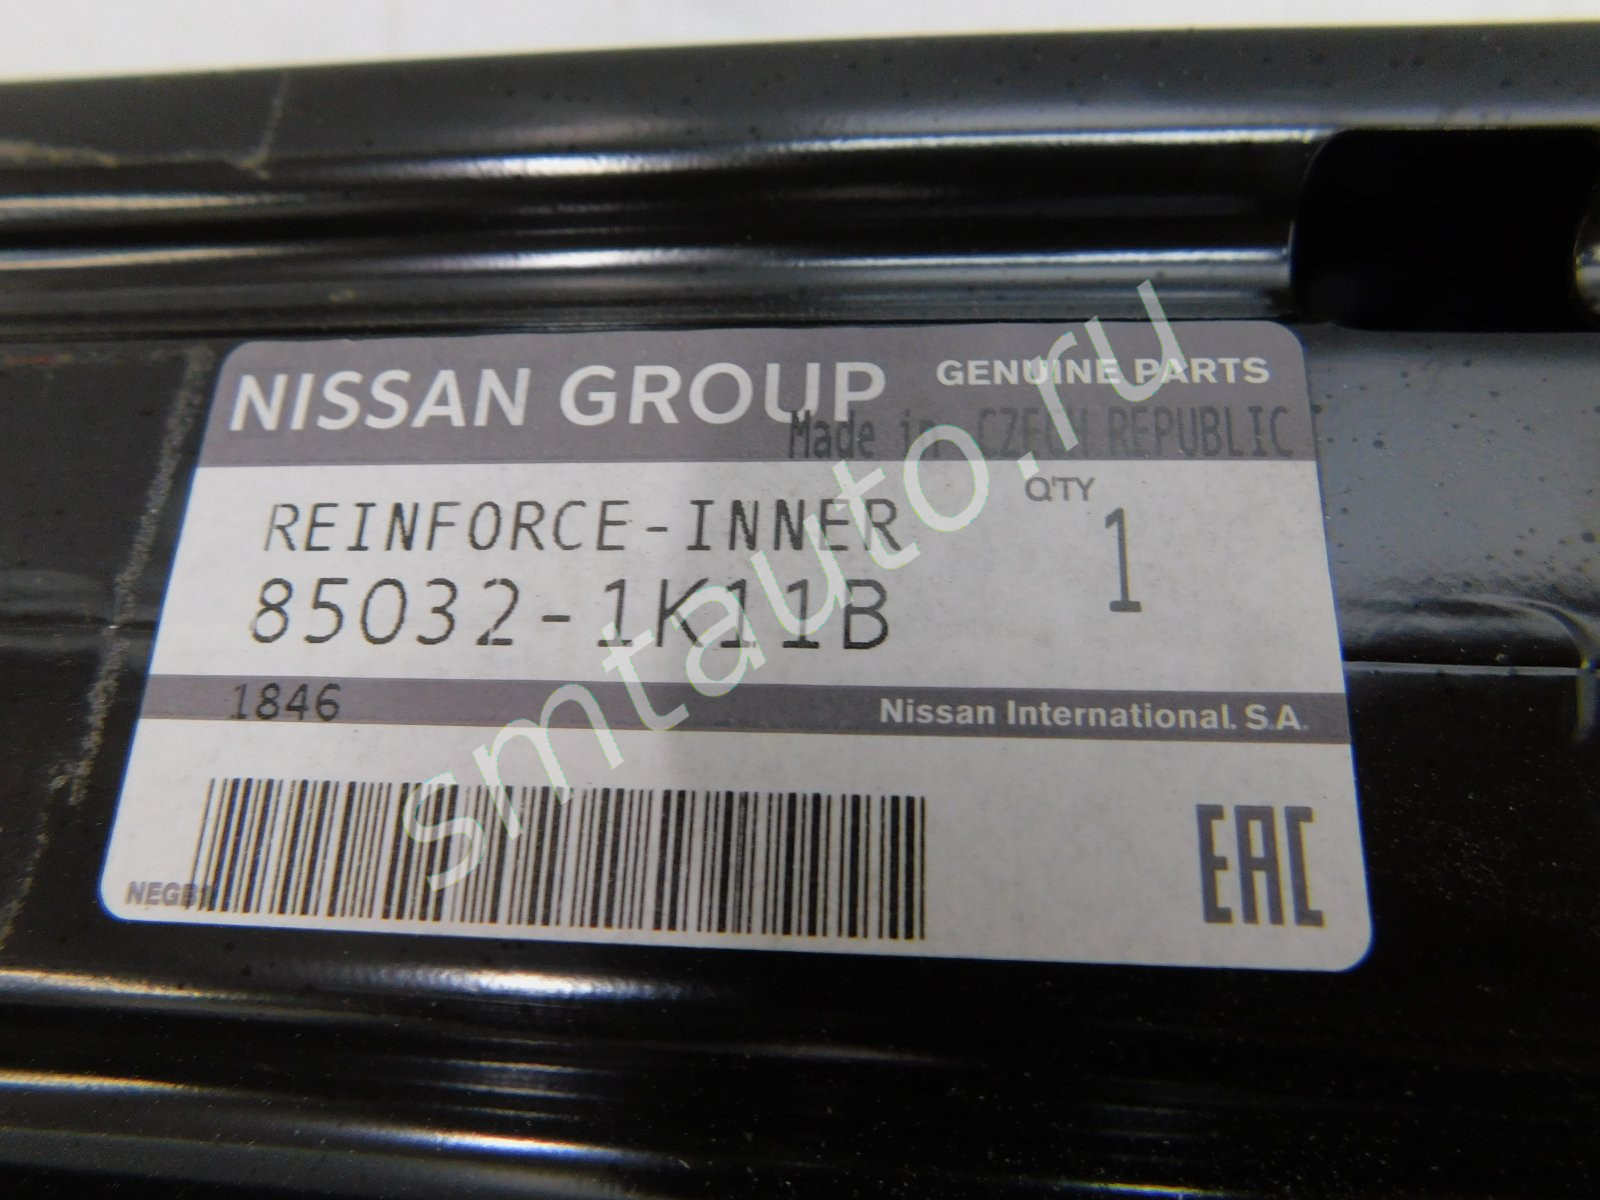 NISSAN GROUP GENUINE PARTS
Made in CZECH REPUBLIC
REINFORCE-INNER
Q'TY
1
85032-1K11B
1846
Nissan International. S.A.
NEGB1
EAC
smtauto.ru